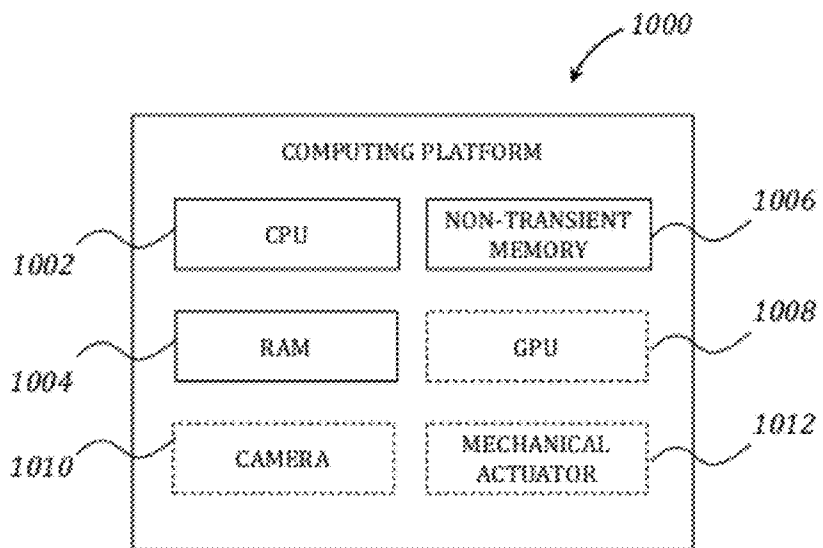 1000
COMPUTING PLATFORM
1002
CPU
NON-TRANSIENT
MEMORY
1006
1004
RAM
GPU
1008
1010
CAMERA
MECHANICAL
ACTUATOR
1012